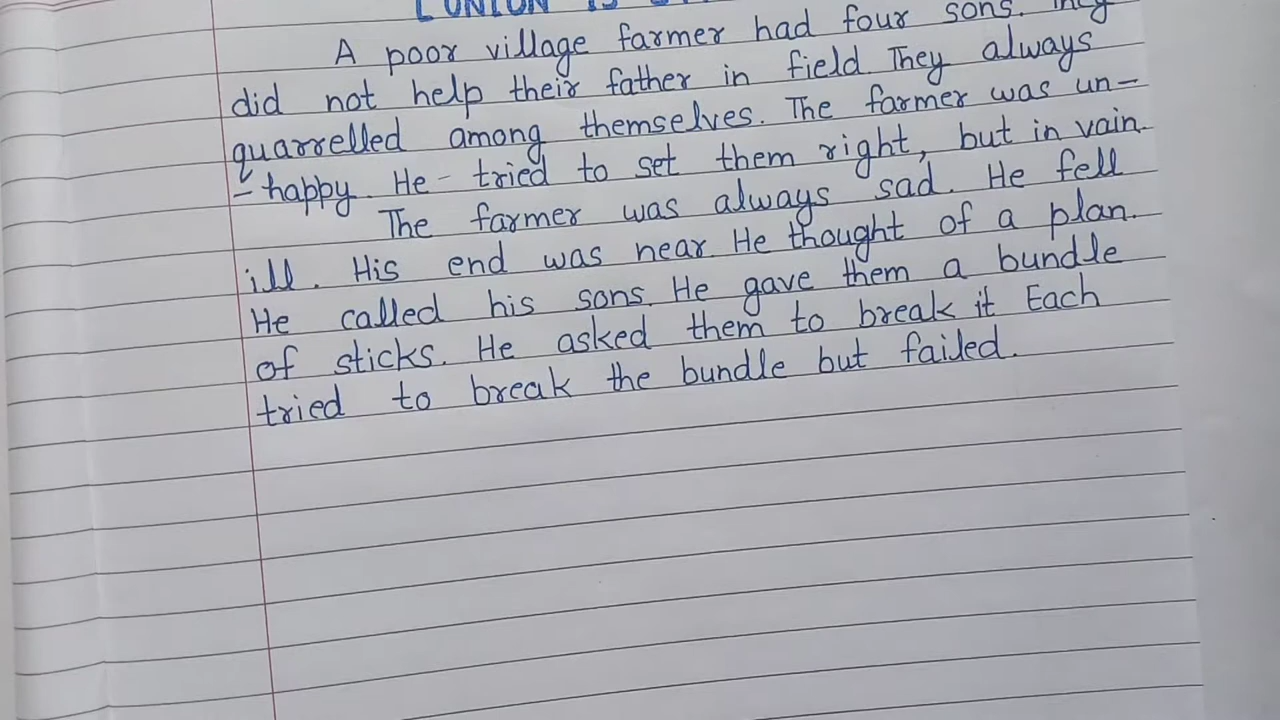 UNION IS
A poor village farmer had four sons. They
did not help their father in field. They always
quarrelled among themselves. The farmer was un-
-happy. He tried to set them right, but in vain.
The farmer was always sad. He fell
ill. His end was near. He thought of a plan.
He called his sons. He gave them a bundle
of sticks. He asked them to break it Each
tried to break the bundle but failed.